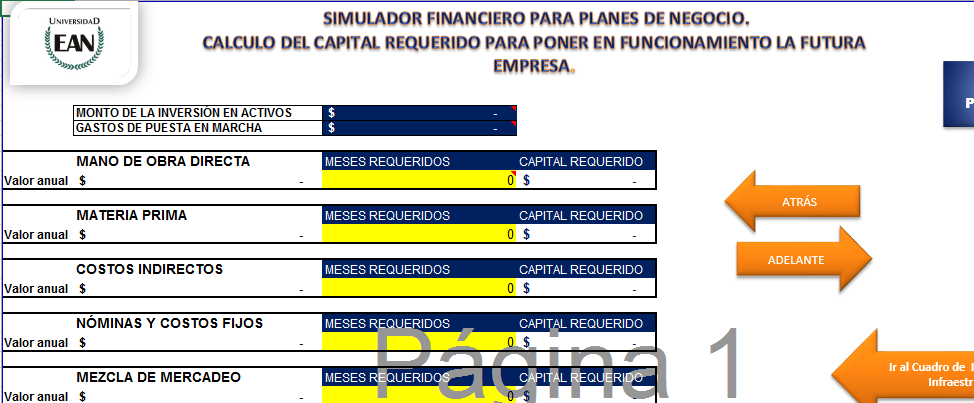 UNIVERSIDAD
EAN
SIMULADOR FINANCIERO PARA PLANES DE NEGOCIO.
CALCULO DEL CAPITAL REQUERIDO PARA PONER EN FUNCIONAMIENTO LA FUTURA
EMPRESA.
P
MONTO DE LA INVERSIÓN EN ACTIVOS $ -
GASTOS DE PUESTA EN MARCHA $ -
MANO DE OBRA DIRECTA MESES REQUERIDOS CAPITAL REQUERIDO
Valor anual $ - 0 $ -
MATERIA PRIMA MESES REQUERIDOS CAPITAL REQUERIDO
Valor anual $ - 0 $ -
ATRÁS
ADELANTE
COSTOS INDIRECTOS MESES REQUERIDOS CAPITAL REQUERIDO
Valor anual $ - 0 $ -
NÓMINAS Y COSTOS FIJOS MESES REQUERIDOS CAPITAL REQUERIDO
Valor anual $ - 0 $ -
Página 1
MEZCLA DE MERCADEO MESES REQUERIDOS CAPITAL REQUERIDO
Valor anual $ - 0 $ -
Ir al Cuadro de
Infraestr